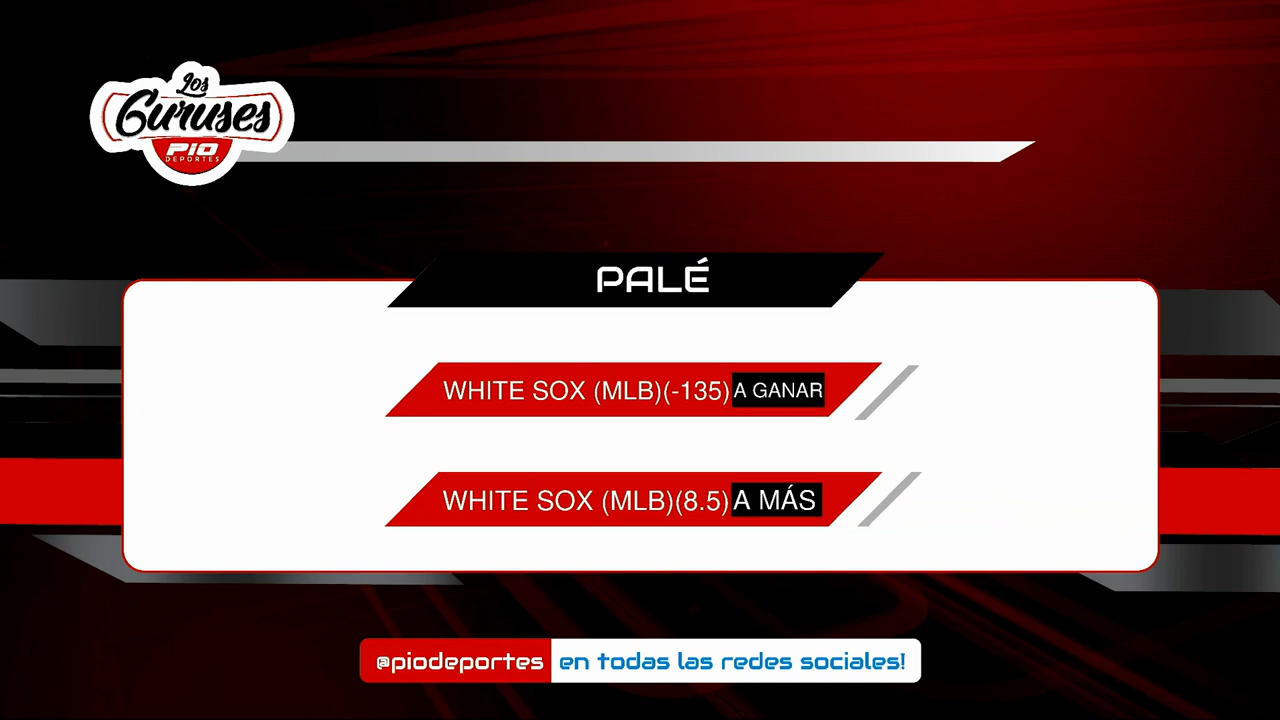 Los
Guruses
PIO
DEPORTES
PALÉ
WHITE SOX (MLB)(-135) A GANAR
WHITE SOX (MLB)(8.5) A MÁS
@piodeportes en todas las redes sociales!